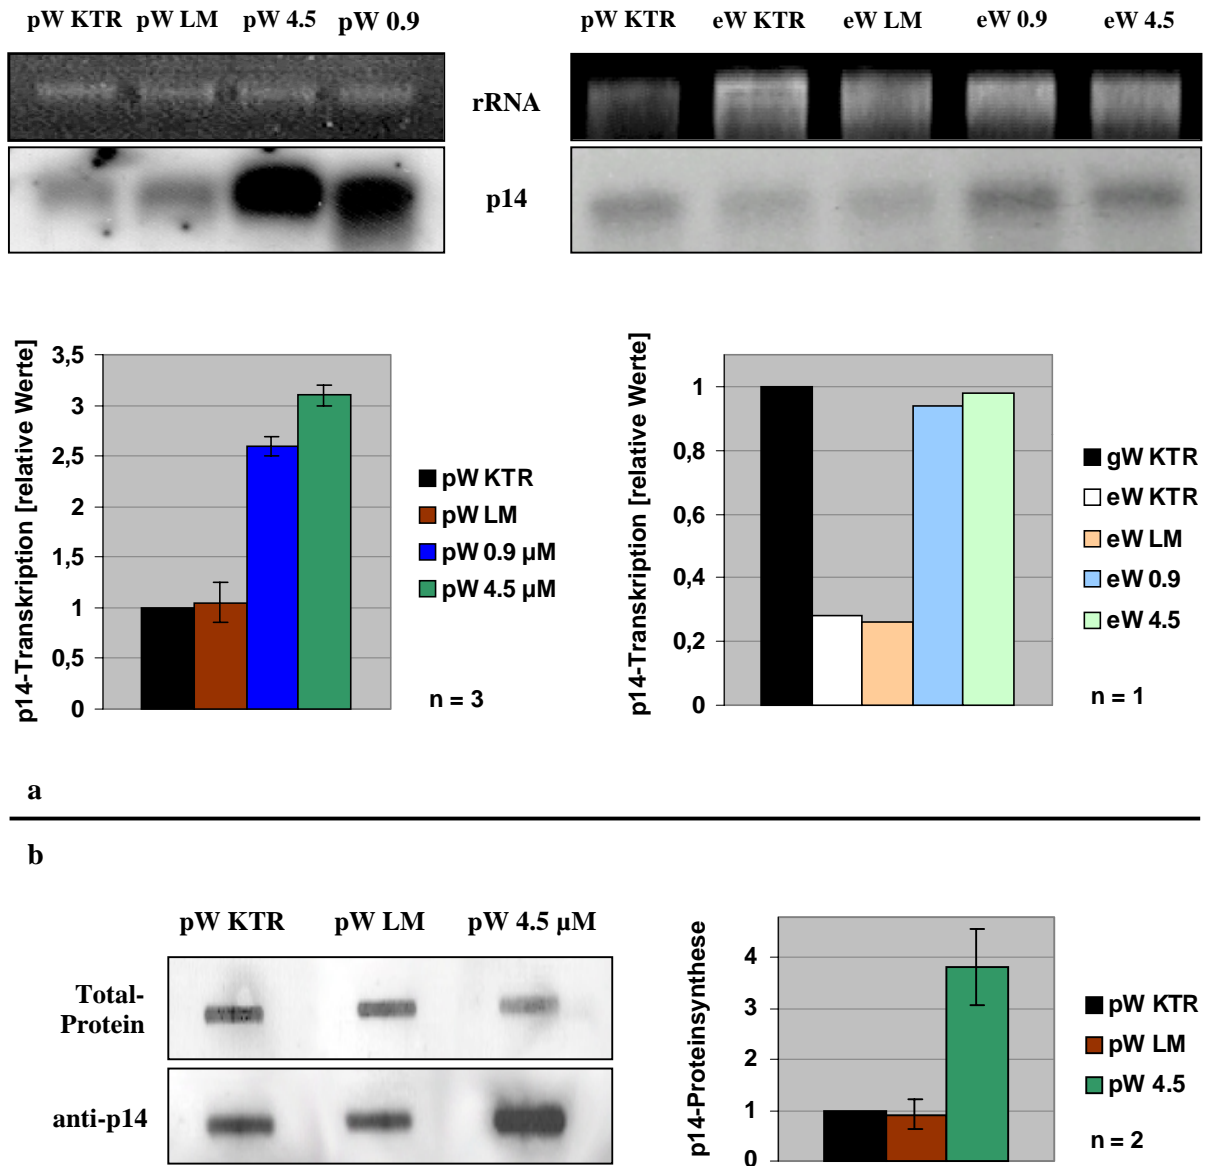 pW KTR pW LM pW 4.5 pW 0.9
pW KTR eW KTR eW LM eW 0.9 eW 4.5
rRNA
p14
p14-Transkription [relative Werte]
3,5
3
2,5
2
1,5
1
0,5
0
pW KTR
pW LM
pW 0.9 µM
pW 4.5 µM
n = 3
p14-Transkription [relative Werte]
1
0,8
0,6
0,4
0,2
0
gW KTR
eW KTR
eW LM
eW 0.9
eW 4.5
n = 1
a
b
pW KTR pW LM pW 4.5 µM
Total-
Protein
anti-p14
p14-Proteinsynthese
4
3
2
1
0
pW KTR
pW LM
pW 4.5
n = 2